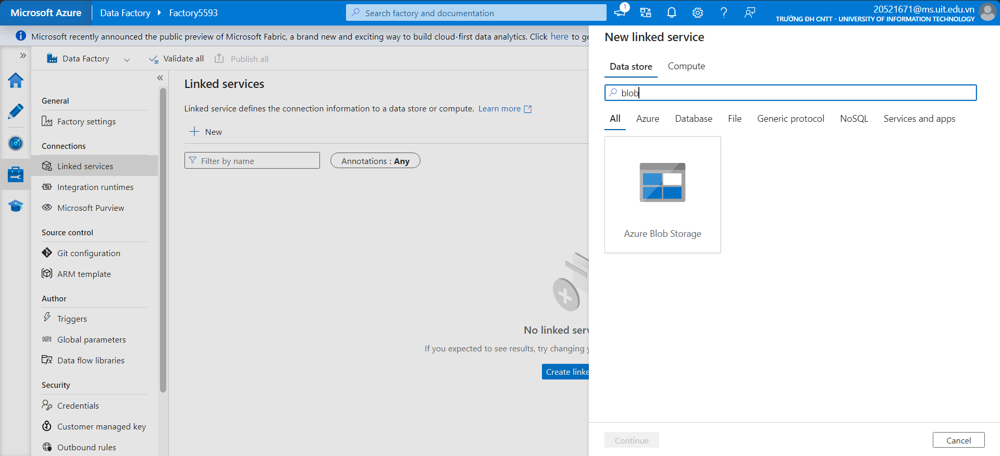 Microsoft Azure
Data Factory
Factory5593
Search factory and documentation
1
20521671@ms.uit.edu.vn
TRƯỜNG ĐH CNTT - UNIVERSITY OF INFORMATION TECHNOLOGY
Microsoft recently announced the public preview of Microsoft Fabric, a brand new and exciting way to build cloud-first data analytics. Click here to ge
Data Factory
Validate all
Publish all
General
Factory settings
Connections
Linked services
Integration runtimes
Microsoft Purview
Source control
Git configuration
ARM template
Author
Triggers
Global parameters
Data flow libraries
Security
Credentials
Customer managed key
Outbound rules
Linked services
Linked service defines the connection information to a data store or compute. Learn more
New
Filter by name
Annotations : Any
No linked serv
If you expected to see results, try changing y
Create linke
New linked service
Data store
Compute
blob
All
Azure
Database
File
Generic protocol
NoSQL
Services and apps
Azure Blob Storage
Continue
Cancel